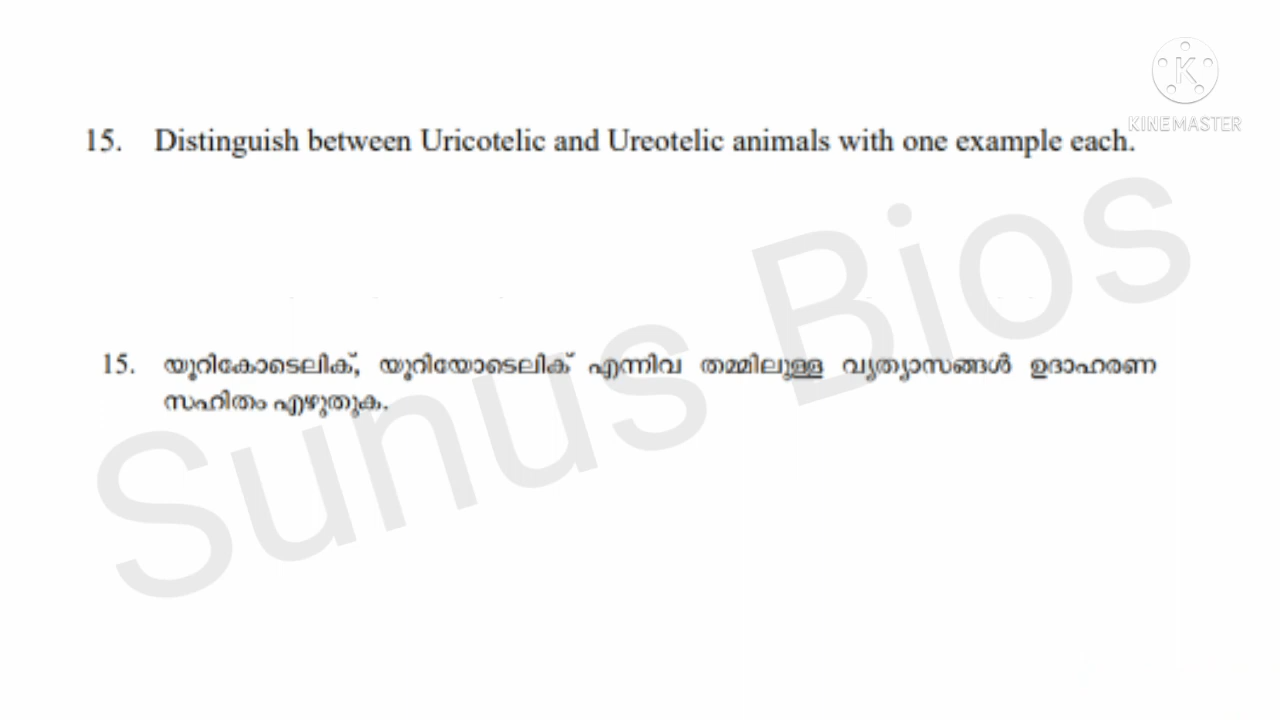 K
KINEMASTER
15. Distinguish between Uricotelic and Ureotelic animals with one example each.
Sunus Bios
15. യൂറികോടെലിക്, യൂറിയോടെലിക് എന്നിവ തമ്മിലുള്ള വ്യത്യാസങ്ങൾ ഉദാഹരണ
സഹിതം എഴുതുക.